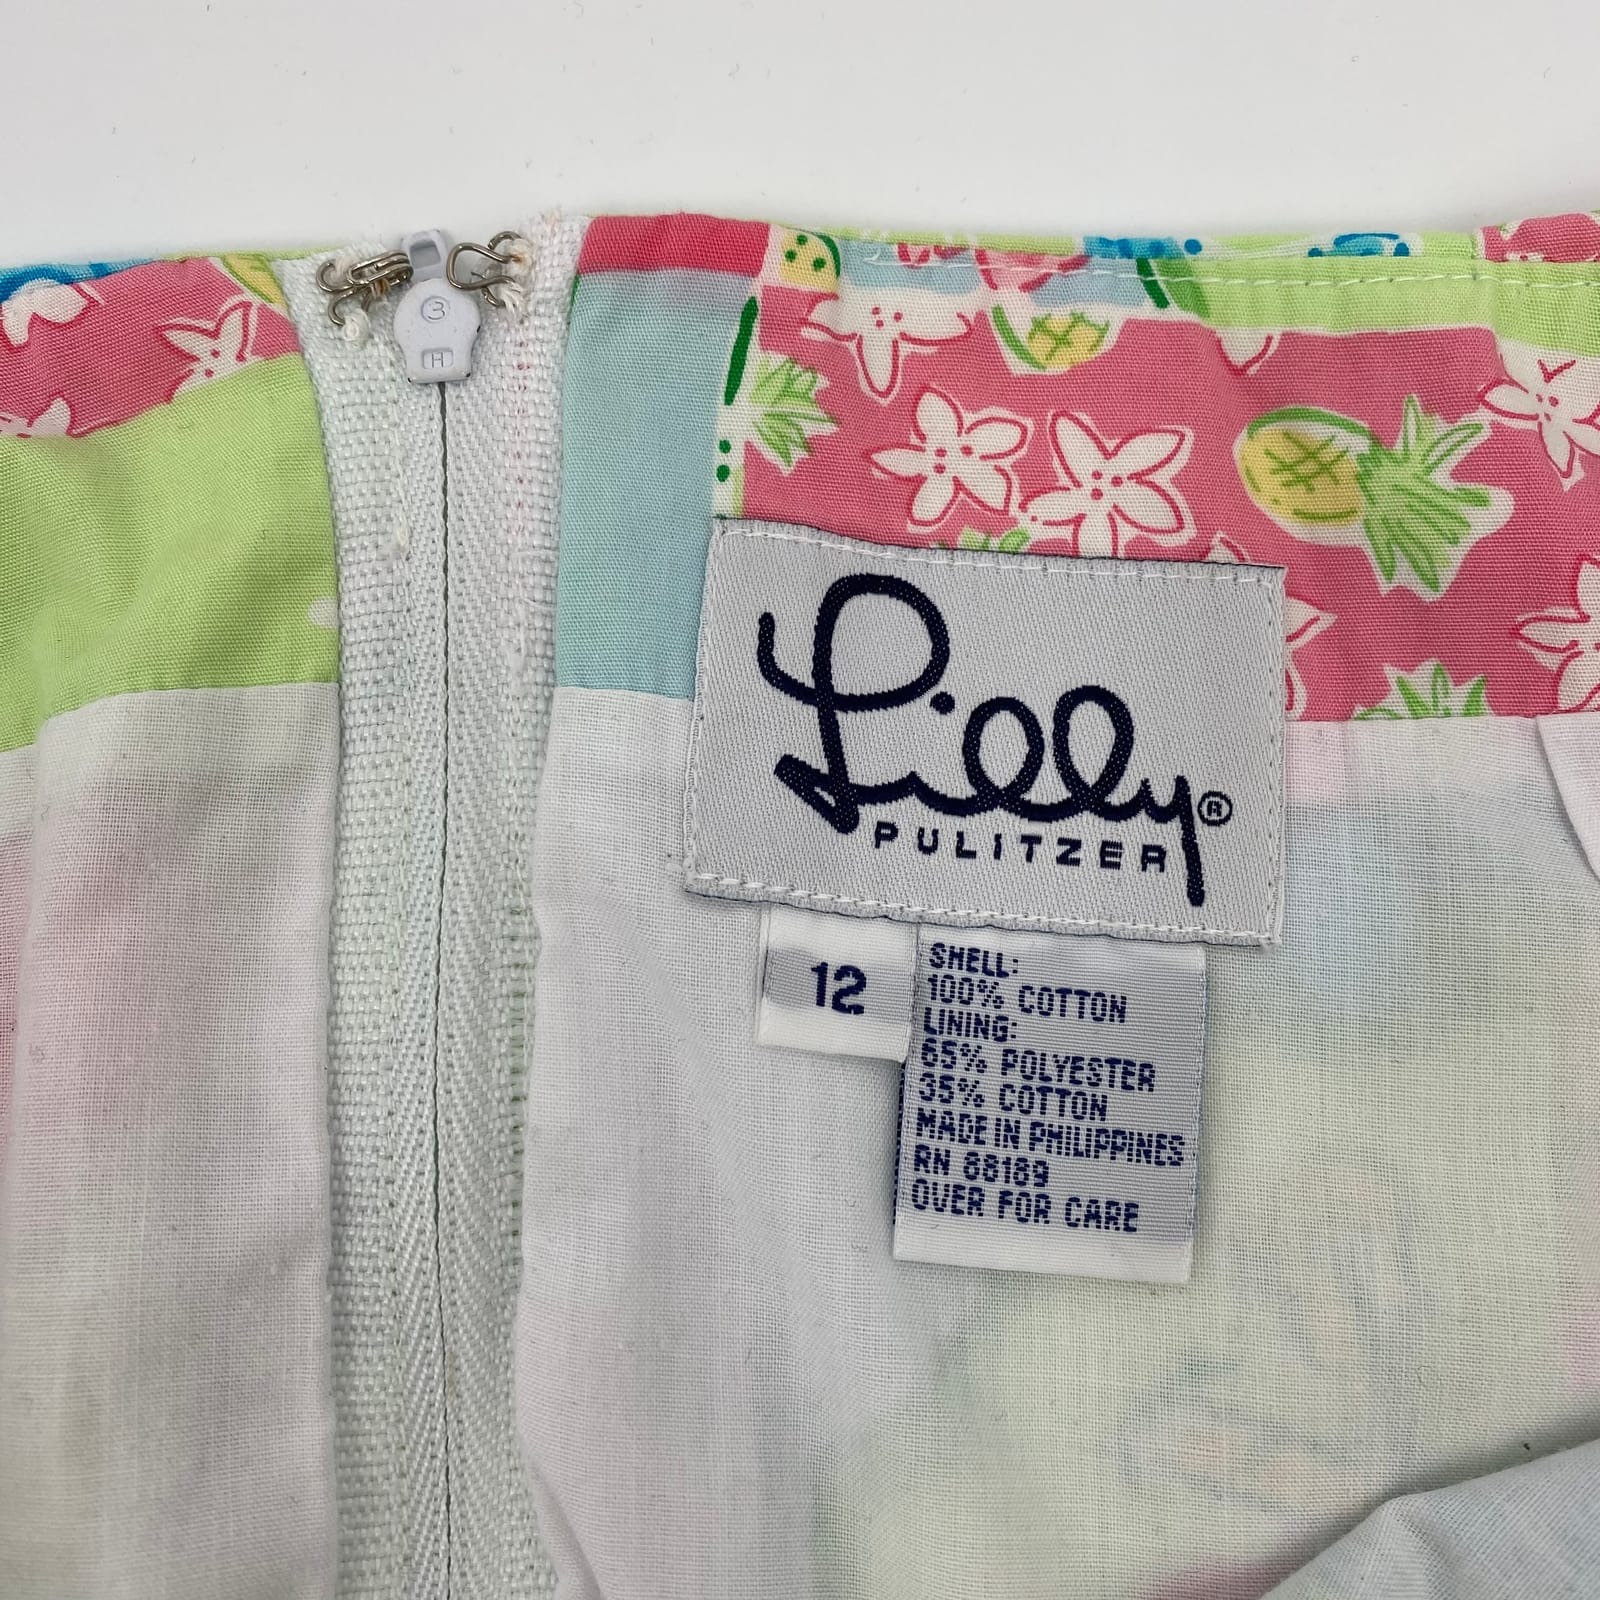 3
H
Lilly®
PULITZER
12
SHELL:
100% COTTON
LINING:
65% POLYESTER
35% COTTON
MADE IN PHILIPPINES
RN 88189
OVER FOR CARE